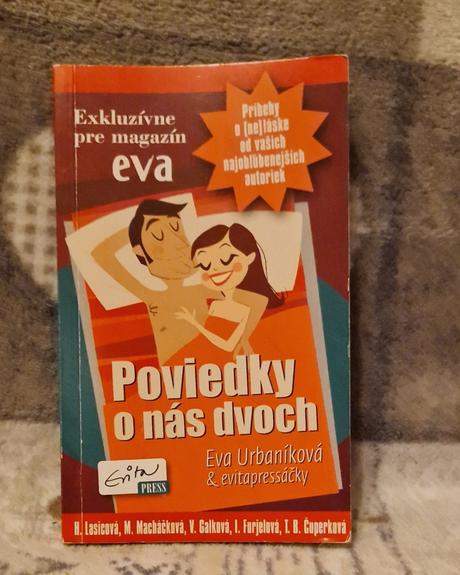 Exkluzívne
pre magazín
eva
Príbehy
o (ne)láske
od vašich
najobľúbenejších
autoriek
Poviedky
o nás dvoch
Eva Urbaníková
& evitapressáčky
Evita
PRESS
H. Lasicová, M. Macháčková, V. Galková, I. Furjelová, T. B. Čuperková